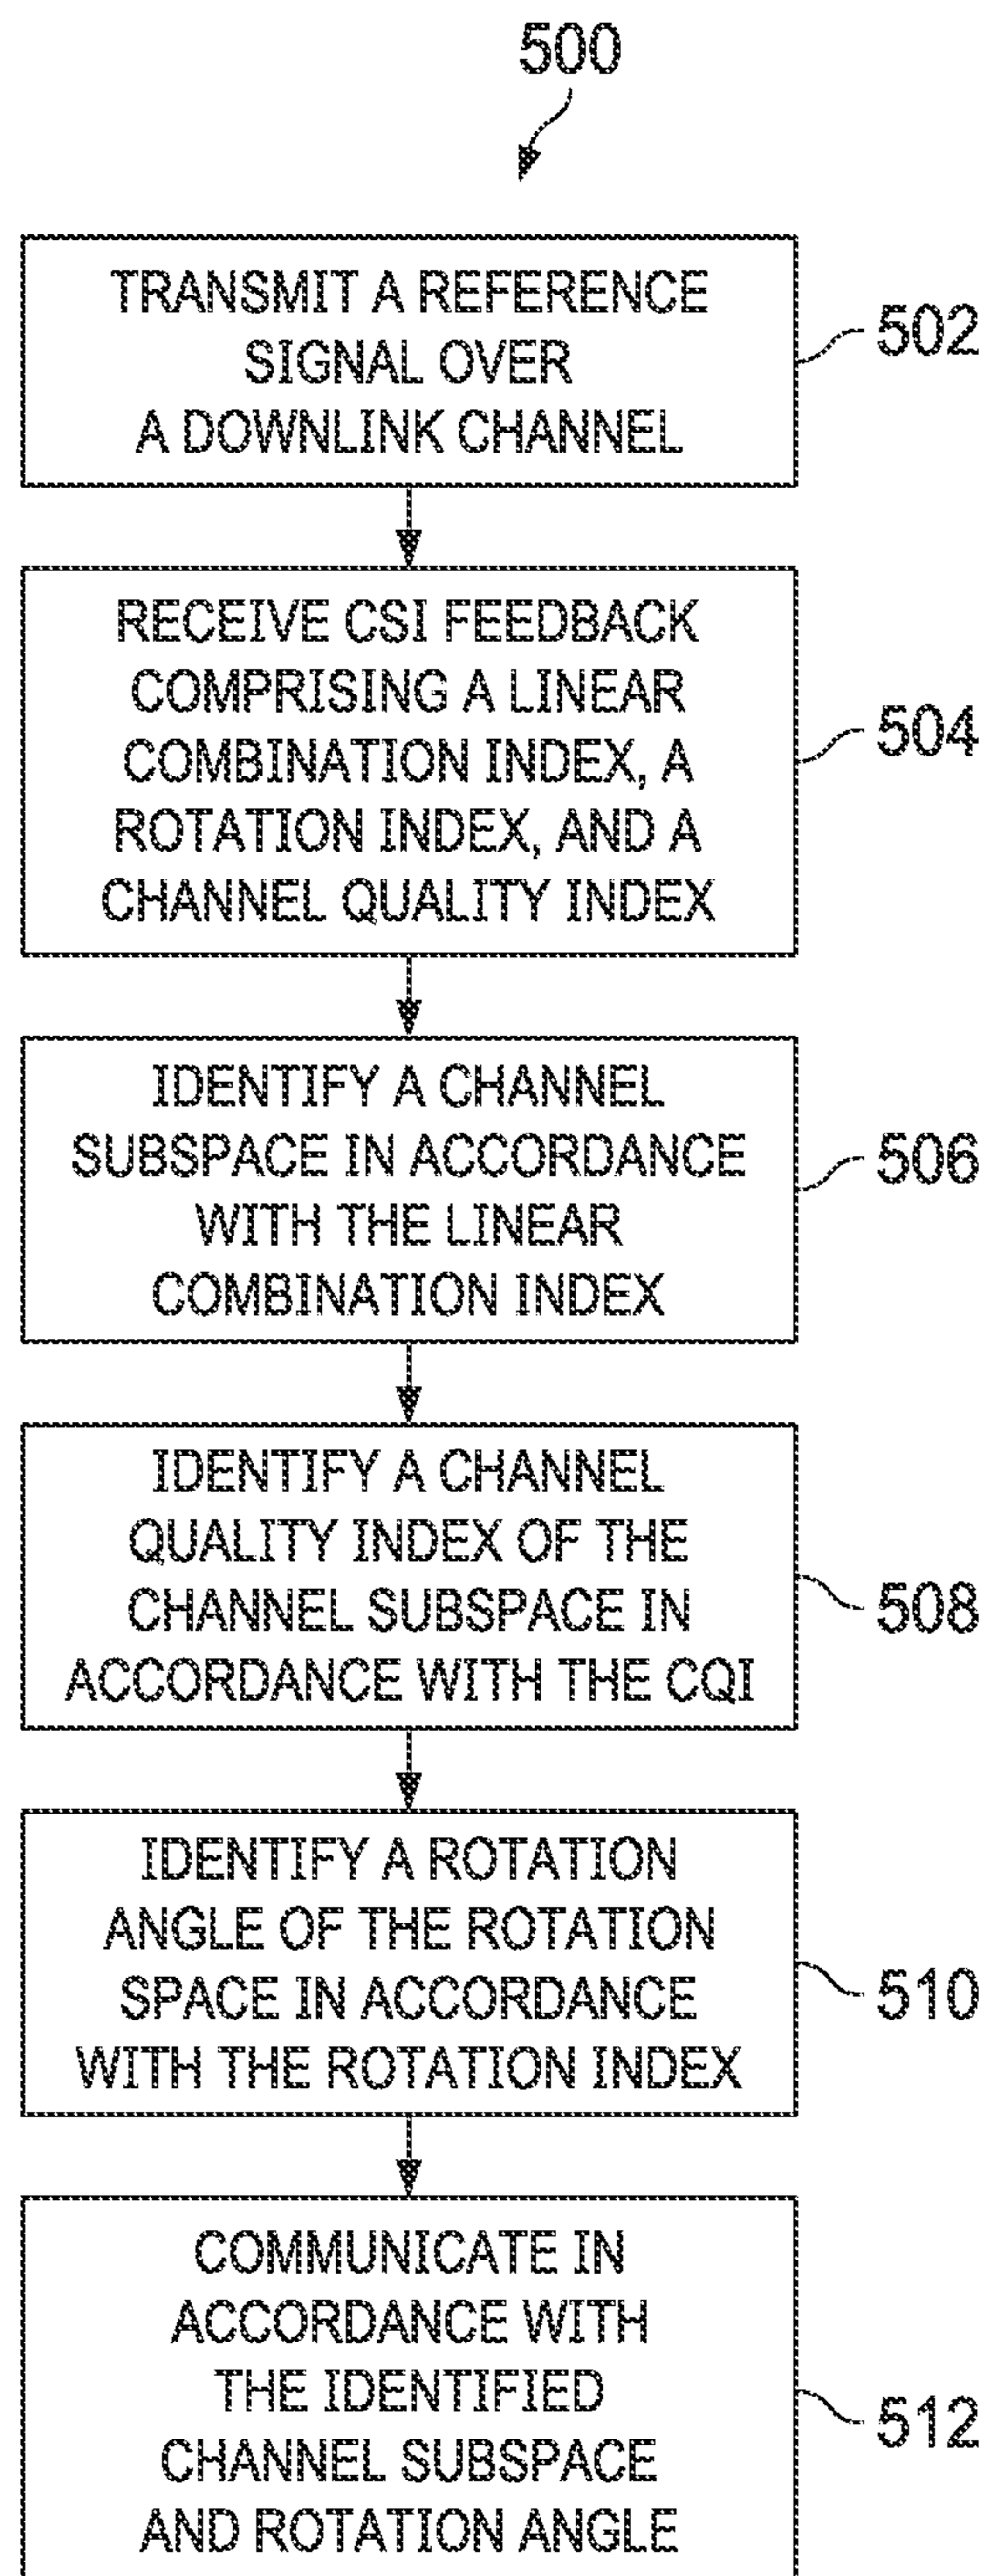 500
TRANSMIT A REFERENCE
SIGNAL OVER
A DOWNLINK CHANNEL
502
RECEIVE CSI FEEDBACK
COMPRISING A LINEAR
COMBINATION INDEX, A
ROTATION INDEX, AND A
CHANNEL QUALITY INDEX
504
IDENTIFY A CHANNEL
SUBSPACE IN ACCORDANCE
WITH THE LINEAR
COMBINATION INDEX
506
IDENTIFY A CHANNEL
QUALITY INDEX OF THE
CHANNEL SUBSPACE IN
ACCORDANCE WITH THE CQI
508
IDENTIFY A ROTATION
ANGLE OF THE ROTATION
SPACE IN ACCORDANCE
WITH THE ROTATION INDEX
510
COMMUNICATE IN
ACCORDANCE WITH
THE IDENTIFIED
CHANNEL SUBSPACE
AND ROTATION ANGLE
512